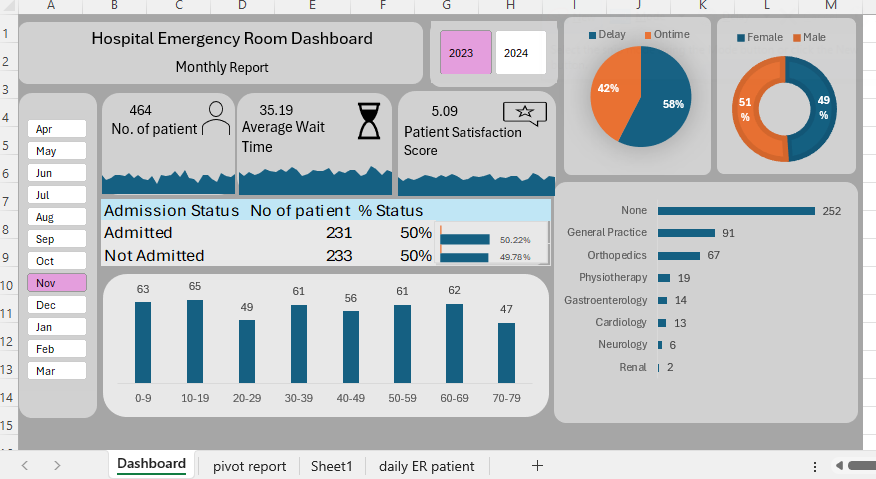 A B C D E F G H I J K L M
1
2
3
4
5
6
7
8
9
10
11
12
13
14
15
Hospital Emergency Room Dashboard
Monthly Report
2023
2024
Delay Ontime
42%
58%
Female Male
51
%
49
%
Apr
May
Jun
Jul
Aug
Sep
Oct
Nov
Dec
Jan
Feb
Mar
464
No. of patient
35.19
Average Wait
Time
5.09
Patient Satisfaction
Score
Admission Status No of patient % Status
Admitted 231 50%
Not Admitted 233 50%
50.22%
49.78%
63 65 49 61 56 61 62 47
0-9 10-19 20-29 30-39 40-49 50-59 60-69 70-79
None 252
General Practice 91
Orthopedics 67
Physiotherapy 19
Gastroenterology 14
Cardiology 13
Neurology 6
Renal 2
Dashboard pivot report Sheet1 daily ER patient